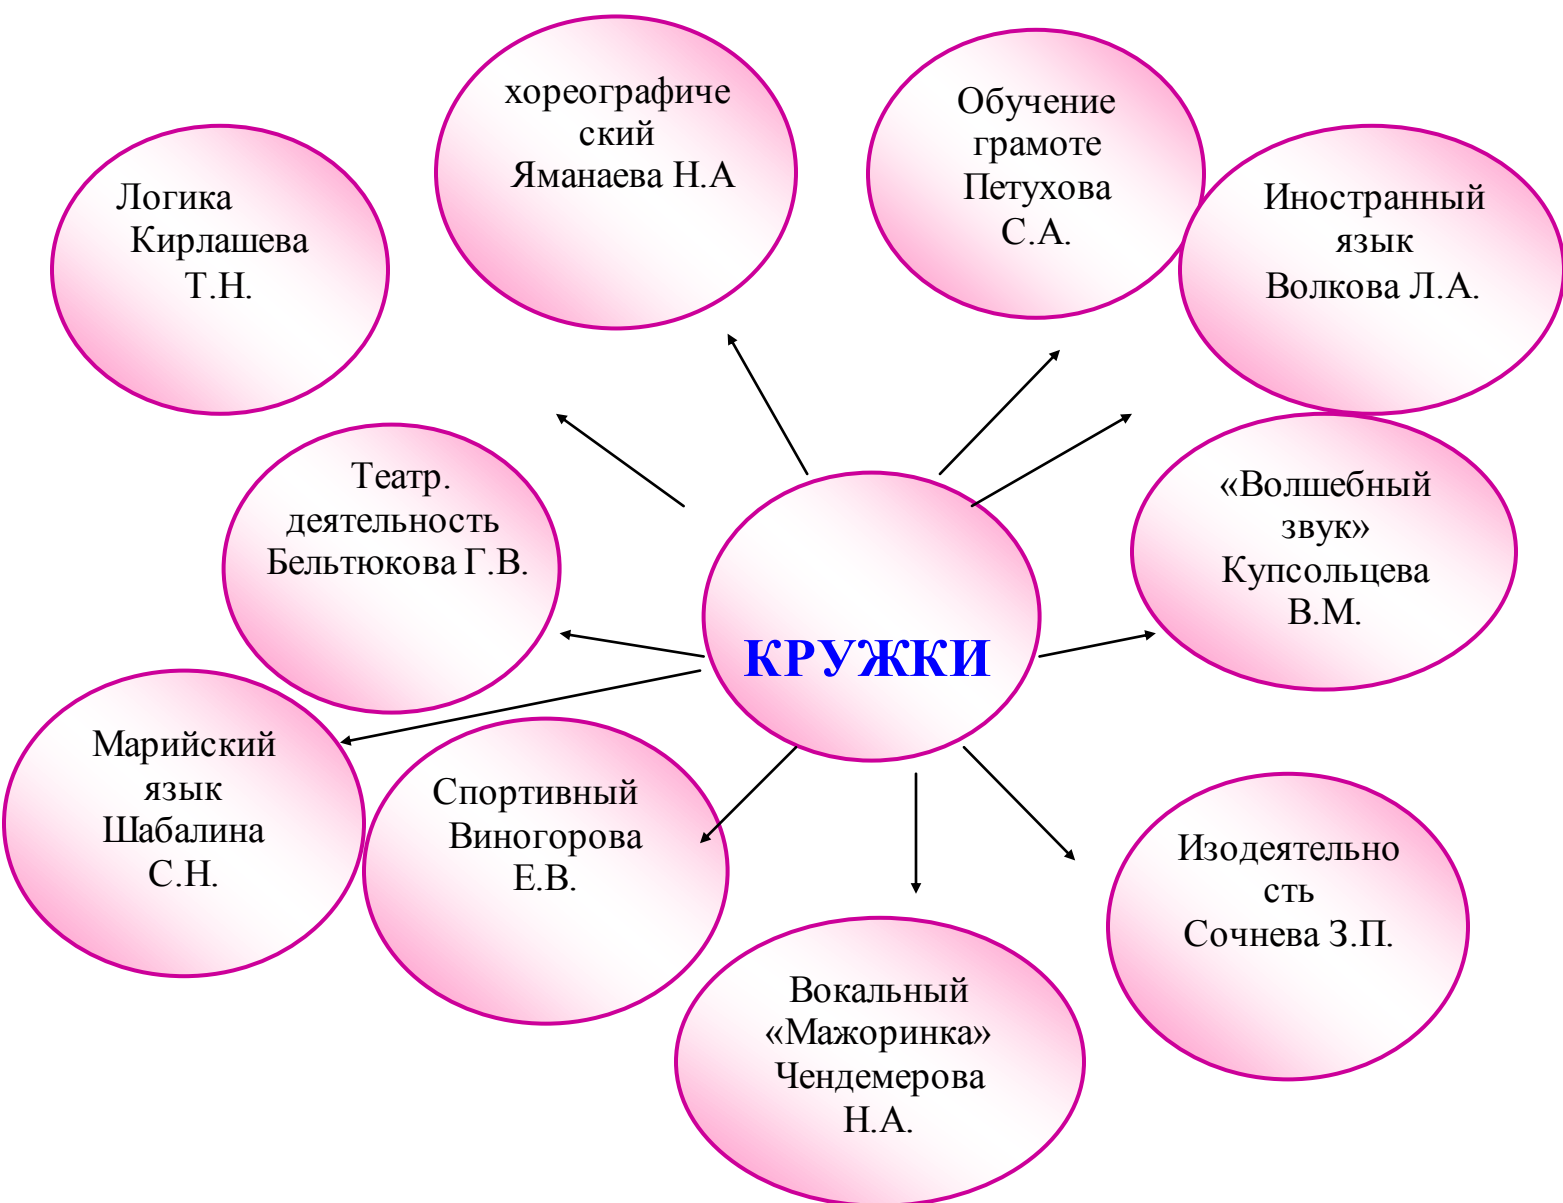 хореографиче
ский
Яманаева Н.А
Обучение
грамоте
Петухова
С.А.
Логика
Кирлашева
Т.Н.
Иностранный
язык
Волкова Л.А.
Театр.
деятельность
Бельтюкова Г.В.
«Волшебный
звук»
Купсольцева
В.М.
КРУЖКИ
Марийский
язык
Шабалина
С.Н.
Спортивный
Виногорова
Е.В.
Изодеятельно
сть
Сочнева З.П.
Вокальный
«Мажоринка»
Чендемерова
Н.А.